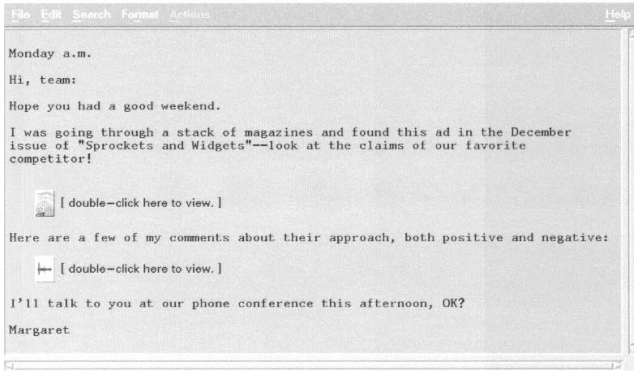 File Edit Search Format Actions Help
Monday a.m.
Hi, team:
Hope you had a good weekend.
I was going through a stack of magazines and found this ad in the December
issue of "Sprockets and Widgets"--look at the claims of our favorite
competitor!
[ double-click here to view. ]
Here are a few of my comments about their approach, both positive and negative:
[ double-click here to view. ]
I'll talk to you at our phone conference this afternoon, OK?
Margaret